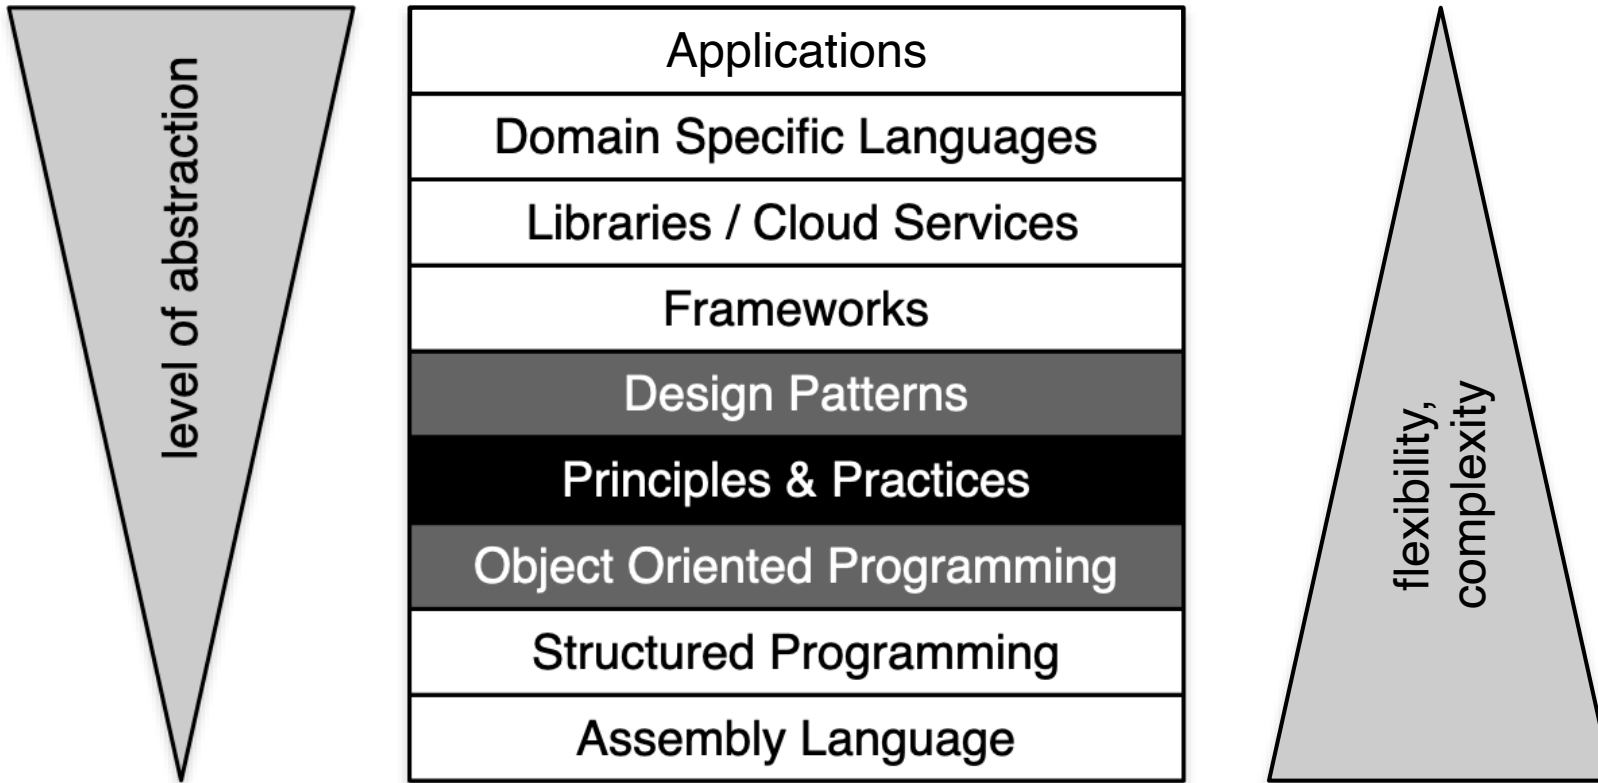 level of abstraction
Applications
Domain Specific Languages
Libraries / Cloud Services
Frameworks
Design Patterns
Principles & Practices
Object Oriented Programming
Structured Programming
Assembly Language
flexibility,
complexity